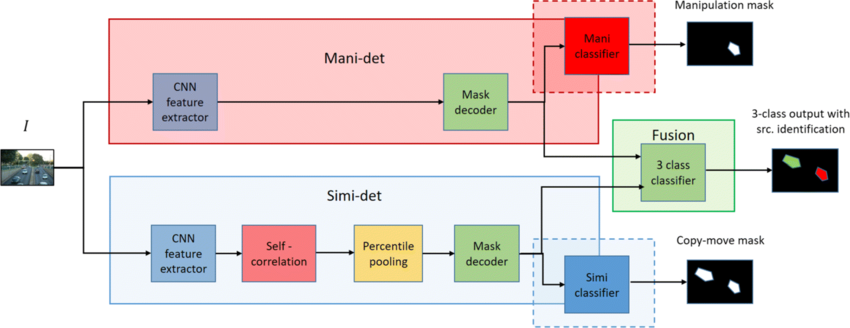 Manipulation mask
Mani-det
Mani
classifier
CNN
feature
extractor
Mask
decoder
I
3-class output with
src. identification
Fusion
3 class
classifier
Simi-det
CNN
feature
extractor
Self -
correlation
Percentile
pooling
Mask
decoder
Copy-move mask
Simi
classifier